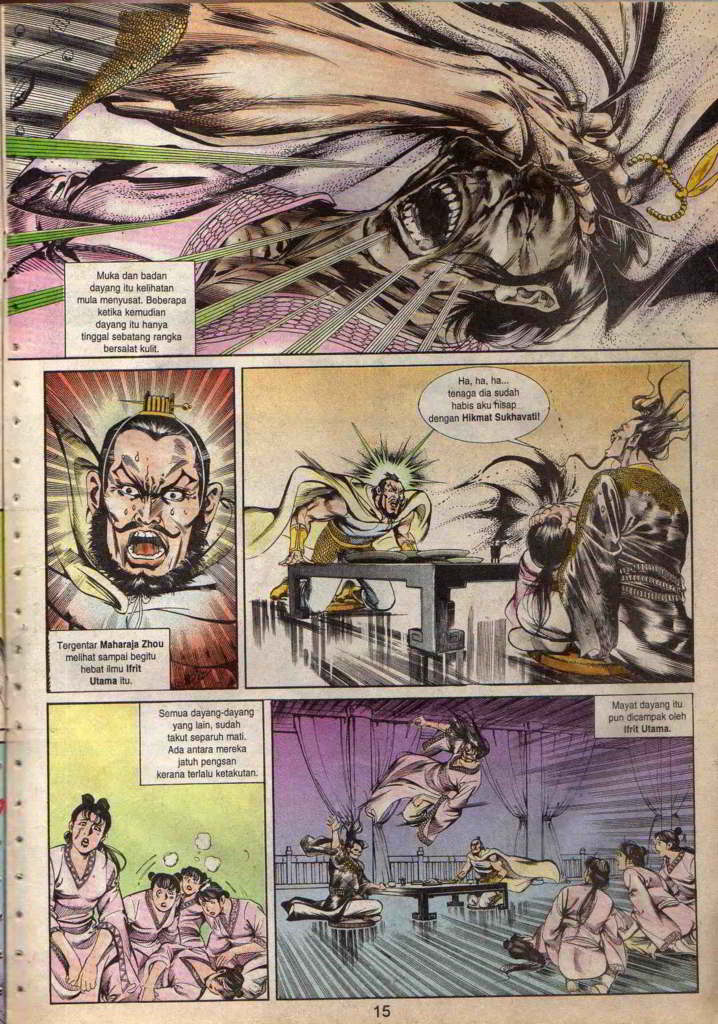 Muka dan badan
dayang itu kelihatan
mula menyusat. Beberapa
ketika kemudian
dayang itu hanya
tinggal sebatang rangka
bersalat kulit.
Tergentar Maharaja Zhou
melihat sampai begitu
hebat ilmu Ifrit
Utama itu.
Ha, ha, ha...
tenaga dia sudah
habis aku hisap
dengan Hikmat Sukhavati!
Semua dayang-dayang
yang lain, sudah
takut separuh mati.
Ada antara mereka
jatuh pengsan
kerana terlalu ketakutan.
Mayat dayang itu
pun dicampak oleh
Ifrit Utama.
15